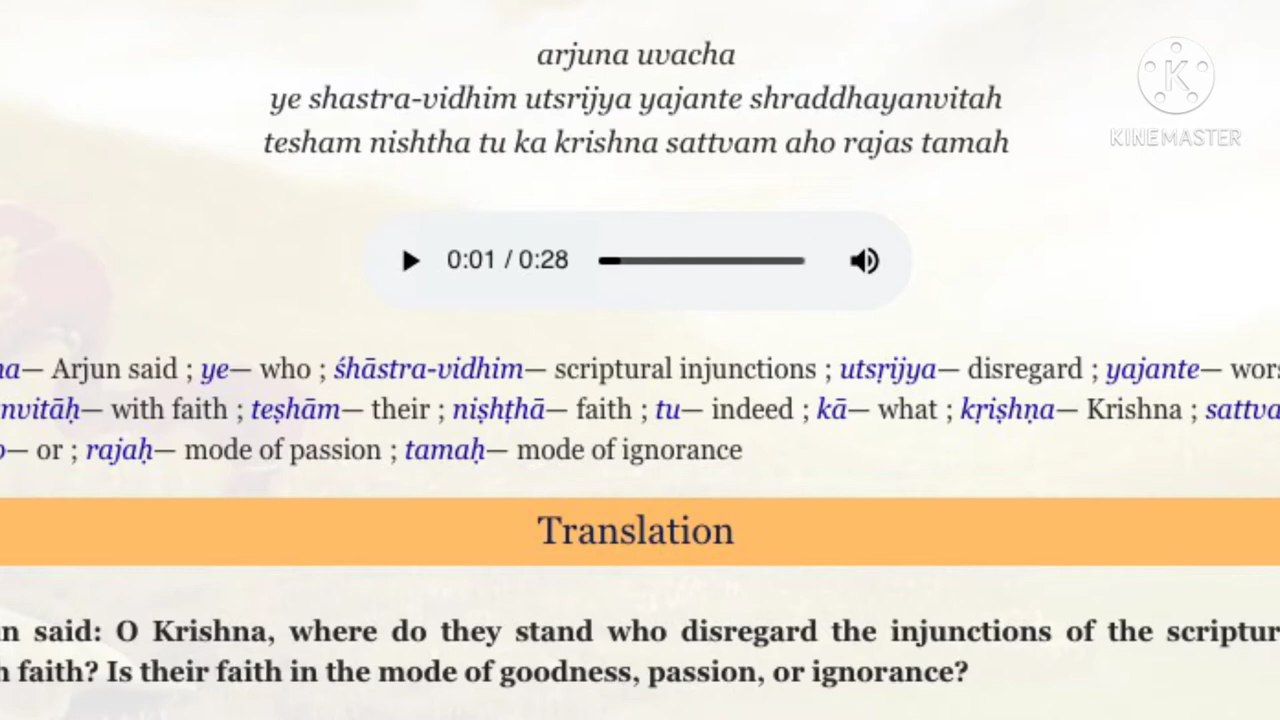 arjuna uvacha
ye shastra-vidhim utsrijya yajante shraddhayanvitah
tesham nishtha tu ka krishna sattvam aho rajas tamah
K
KINEMASTER
0:01 / 0:28
na— Arjun said ; ye— who ; śhāstra-vidhim— scriptural injunctions ; utsṛijya— disregard ; yajante— wors
nvitāḥ— with faith ; teṣhām— their ; niṣhṭhā— faith ; tu— indeed ; kā— what ; kṛiṣhṇa— Krishna ; sattva
o— or ; rajaḥ— mode of passion ; tamaḥ— mode of ignorance
Translation
n said: O Krishna, where do they stand who disregard the injunctions of the scriptur
h faith? Is their faith in the mode of goodness, passion, or ignorance?